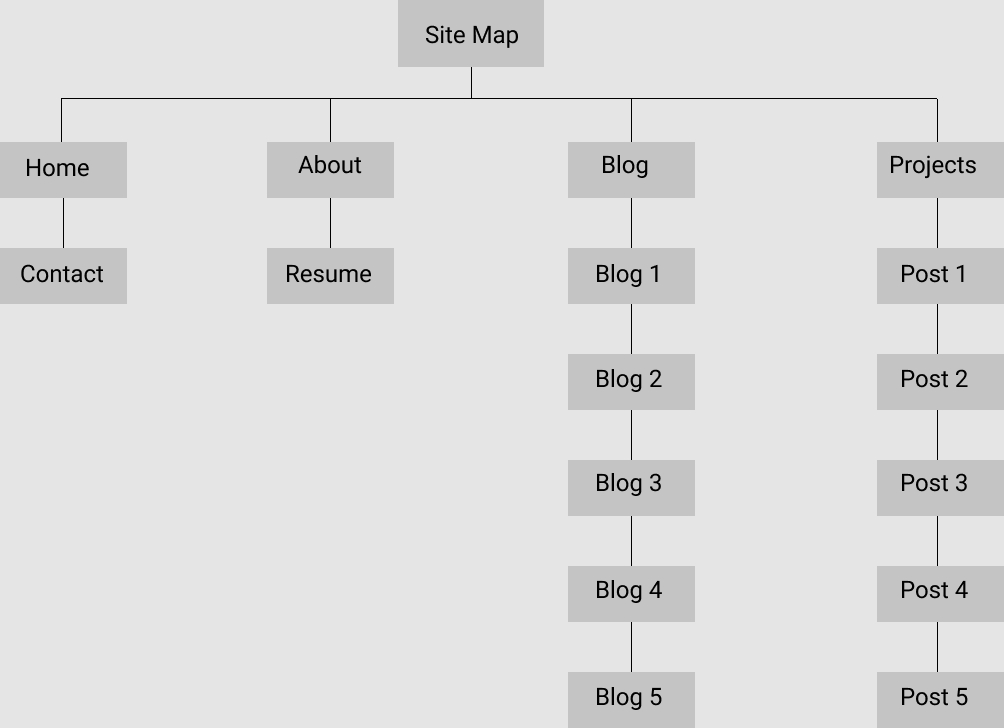 Site Map
Home
About
Blog
Projects
Contact
Resume
Blog 1
Post 1
Blog 2
Post 2
Blog 3
Post 3
Blog 4
Post 4
Blog 5
Post 5